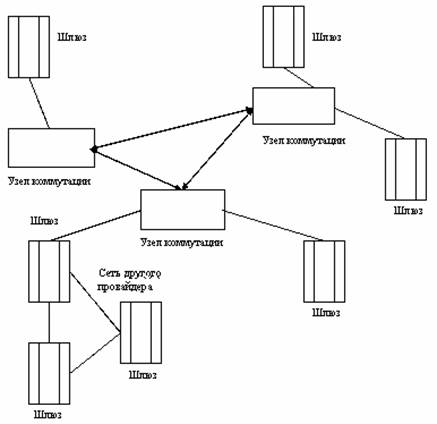 Шлюз
Шлюз
Узел коммутации
Узел коммутации
Шлюз
Шлюз
Узел коммутации
Сеть другого
провайдера
Шлюз
Шлюз
Шлюз